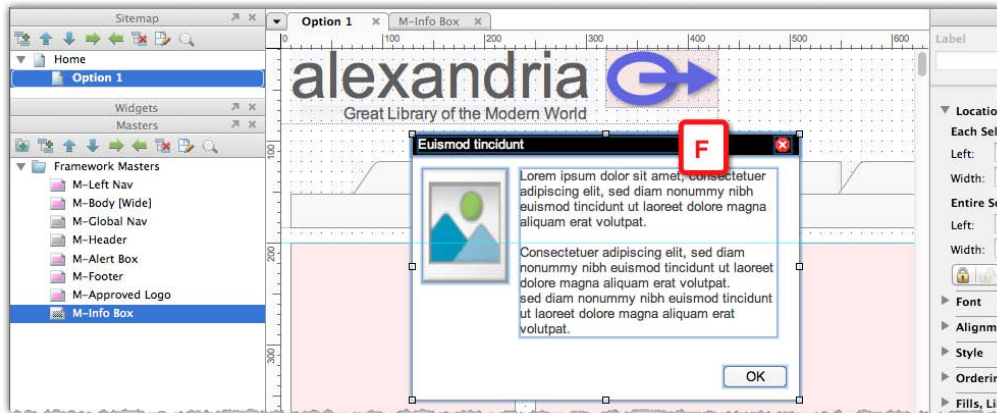 Sitemap
Home
Option 1
Widgets
Masters
Framework Masters
M-Left Nav
M-Body [Wide]
M-Global Nav
M-Header
M-Alert Box
M-Footer
M-Approved Logo
M-Info Box
Option 1
M-Info Box
0 100 200 300 400 500 600
100
200
300
alexandria
Great Library of the Modern World
Euismod tincidunt
F
Lorem ipsum dolor sit amet, consectetuer
adipiscing elit, sed diam nonummy nibh
euismod tincidunt ut laoreet dolore magna
aliquam erat volutpat.
Consectetuer adipiscing elit, sed diam
nonummy nibh euismod tincidunt ut laoreet
dolore magna aliquam erat volutpat.
sed diam nonummy nibh euismod tincidunt
ut laoreet dolore magna aliquam erat
volutpat.
OK
Label
Locatio
Each Sel
Left:
Width:
Entire Se
Left:
Width:
Font
Alignm
Style
Orderin
Fills, Li